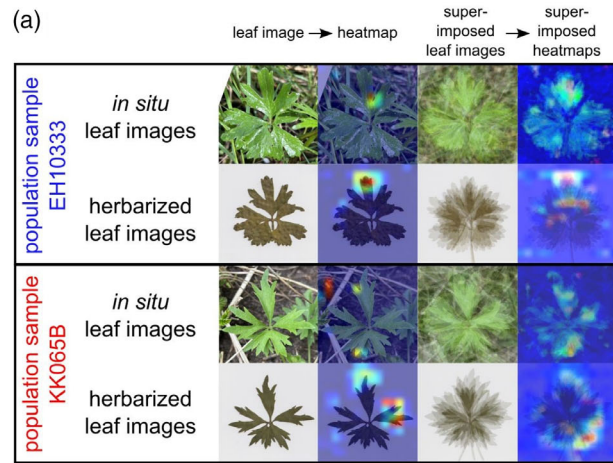 (a)
leaf image → heatmap
super-
imposed
leaf images
→
super-
imposed
heatmaps
population sample
EH10333
in situ
leaf images
herbarized
leaf images
population sample
KK065B
in situ
leaf images
herbarized
leaf images